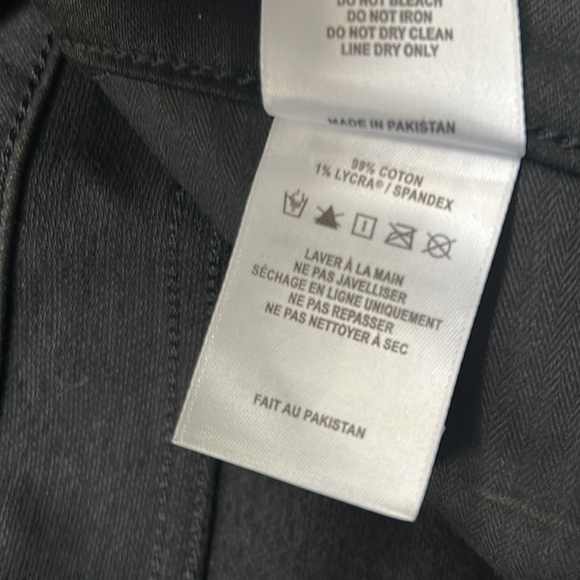 DO NOT BLEACH
DO NOT IRON
DO NOT DRY CLEAN
LINE DRY ONLY
MADE IN PAKISTAN
99% COTON
1% LYCRA® / SPANDEX
LAVER À LA MAIN
NE PAS JAVELLISER
SÉCHAGE EN LIGNE UNIQUEMENT
NE PAS REPASSER
NE PAS NETTOYER À SEC
FAIT AU PAKISTAN